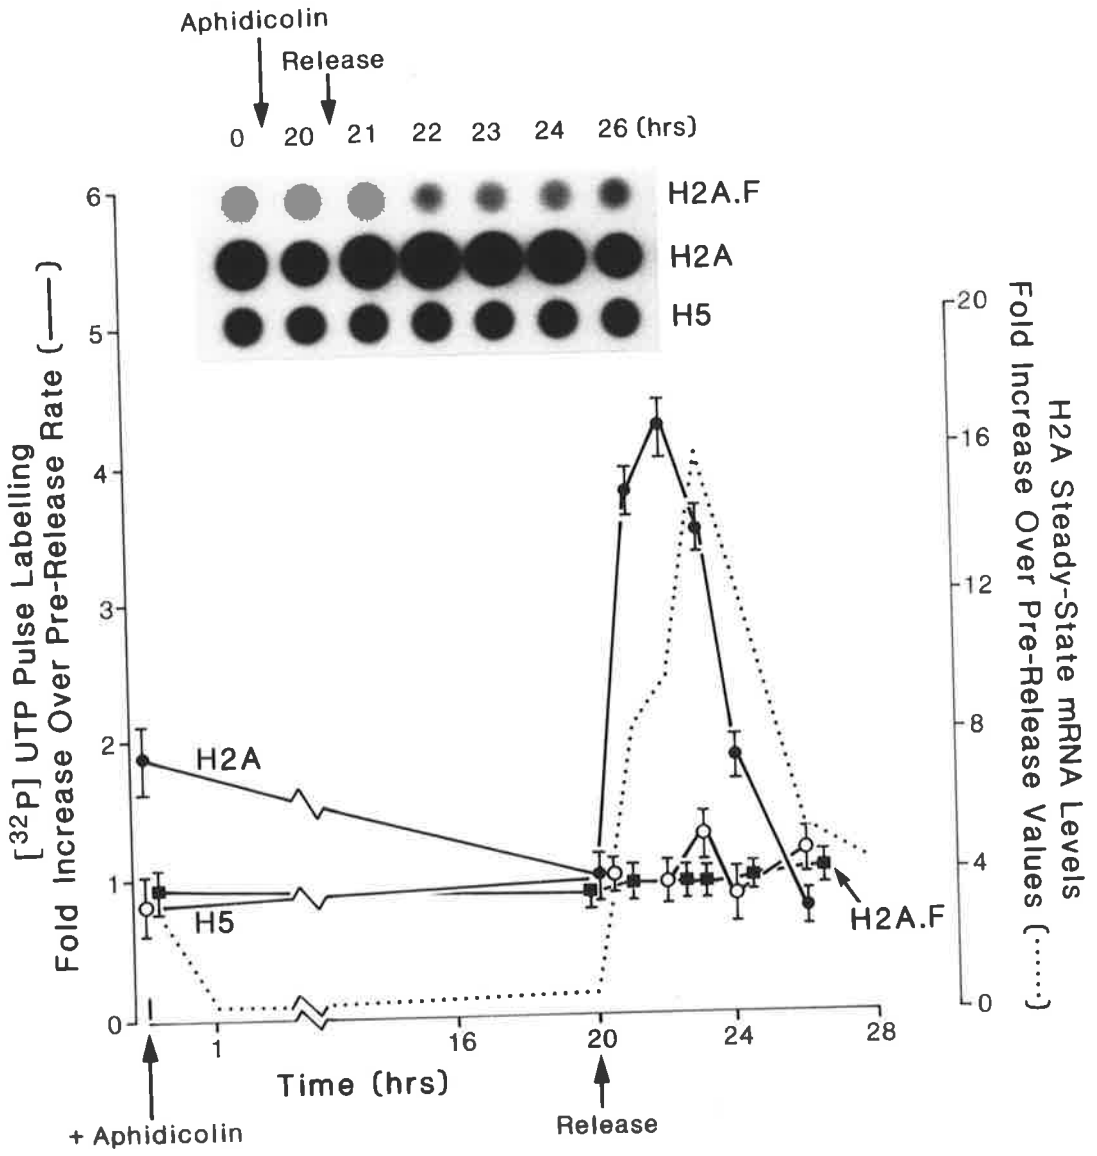 Aphidicolin
Release
0 20 21 22 23 24 26 (hrs)
H2A.F
H2A
H5
6
5
4
3
2
1
0
[32P] UTP Pulse Labelling
Fold Increase Over Pre-Release Rate (——)
20
16
12
8
4
0
H2A Steady-State mRNA Levels
Fold Increase Over Pre-Release Values (......)
H2A
H5
H2A.F
1 16 20 24 28
Time (hrs)
+ Aphidicolin
Release